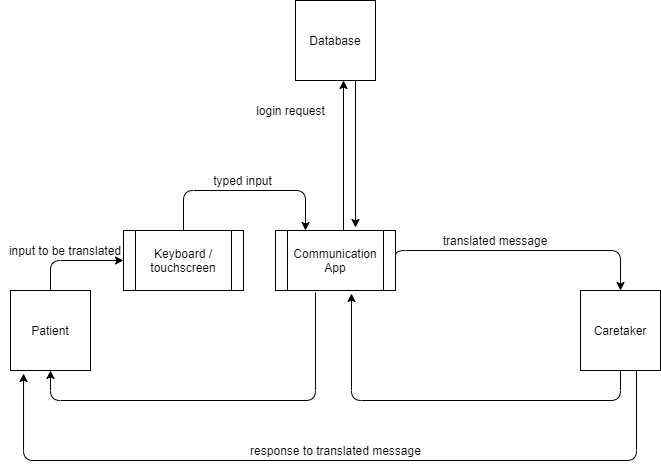 Database
login request
typed input
input to be translated
Keyboard /
touchscreen
Communication
App
translated message
Patient
Caretaker
response to translated message